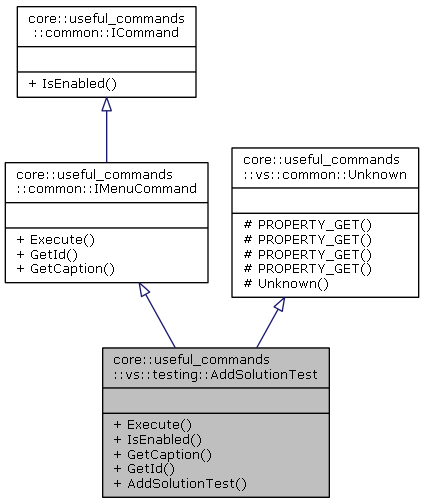 core::useful_commands
::common::ICommand
+ IsEnabled()
core::useful_commands
::common::IMenuCommand
+ Execute()
+ GetId()
+ GetCaption()
core::useful_commands
::vs::common::Unknown
# PROPERTY_GET()
# PROPERTY_GET()
# PROPERTY_GET()
# PROPERTY_GET()
# Unknown()
core::useful_commands
::vs::testing::AddSolutionTest
+ Execute()
+ IsEnabled()
+ GetCaption()
+ GetId()
+ AddSolutionTest()